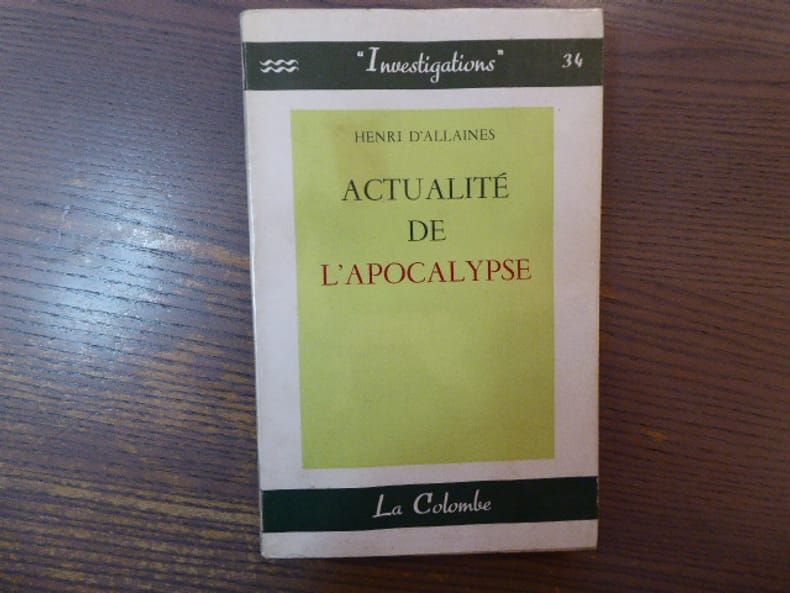 "Investigations" 34
HENRI D'ALLAINES
ACTUALITÉ
DE
L'APOCALYPSE
La Colombe